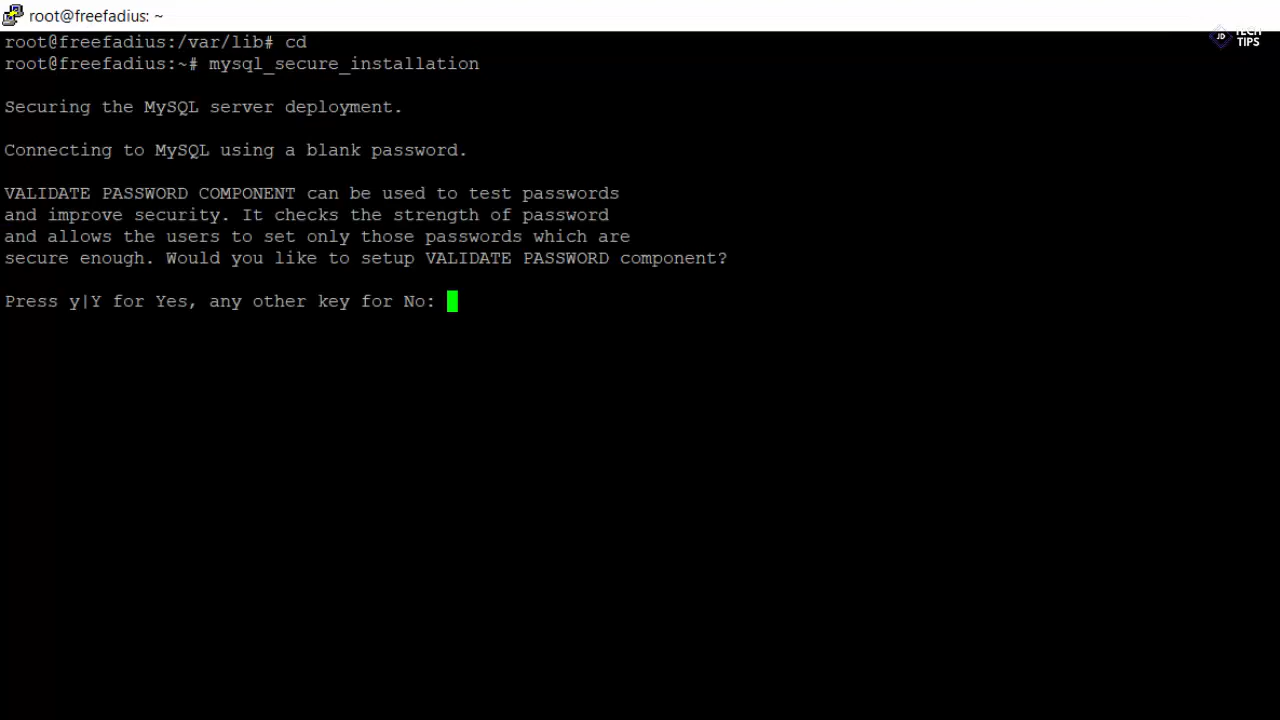 root@freefadius: ~
root@freefadius:/var/lib# cd
root@freefadius:~# mysql_secure_installation
Securing the MySQL server deployment.
Connecting to MySQL using a blank password.
VALIDATE PASSWORD COMPONENT can be used to test passwords
and improve security. It checks the strength of password
and allows the users to set only those passwords which are
secure enough. Would you like to setup VALIDATE PASSWORD component?
Press y|Y for Yes, any other key for No:
JD
TECH
TIPS